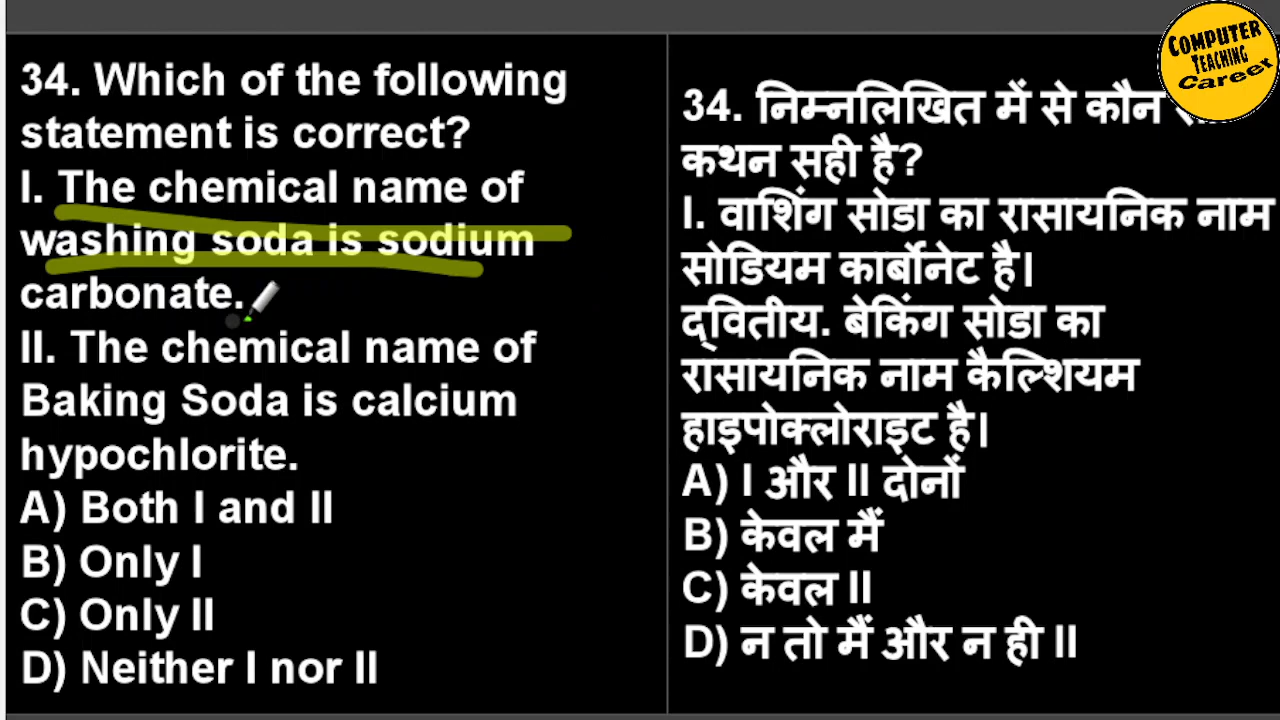 34. Which of the following
statement is correct?
I. The chemical name of
washing soda is sodium
carbonate.
II. The chemical name of
Baking Soda is calcium
hypochlorite.
A) Both I and II
B) Only I
C) Only II
D) Neither I nor II
34. निम्नलिखित में से कौन
कथन सही है?
I. वाशिंग सोडा का रासायनिक नाम
सोडियम कार्बोनेट है।
द्वितीय. बेकिंग सोडा का
रासायनिक नाम कैल्शियम
हाइपोक्लोराइट है।
A) I और II दोनों
B) केवल मैं
C) केवल II
D) न तो मैं और न ही II
COMPUTER
TEACHING
Career